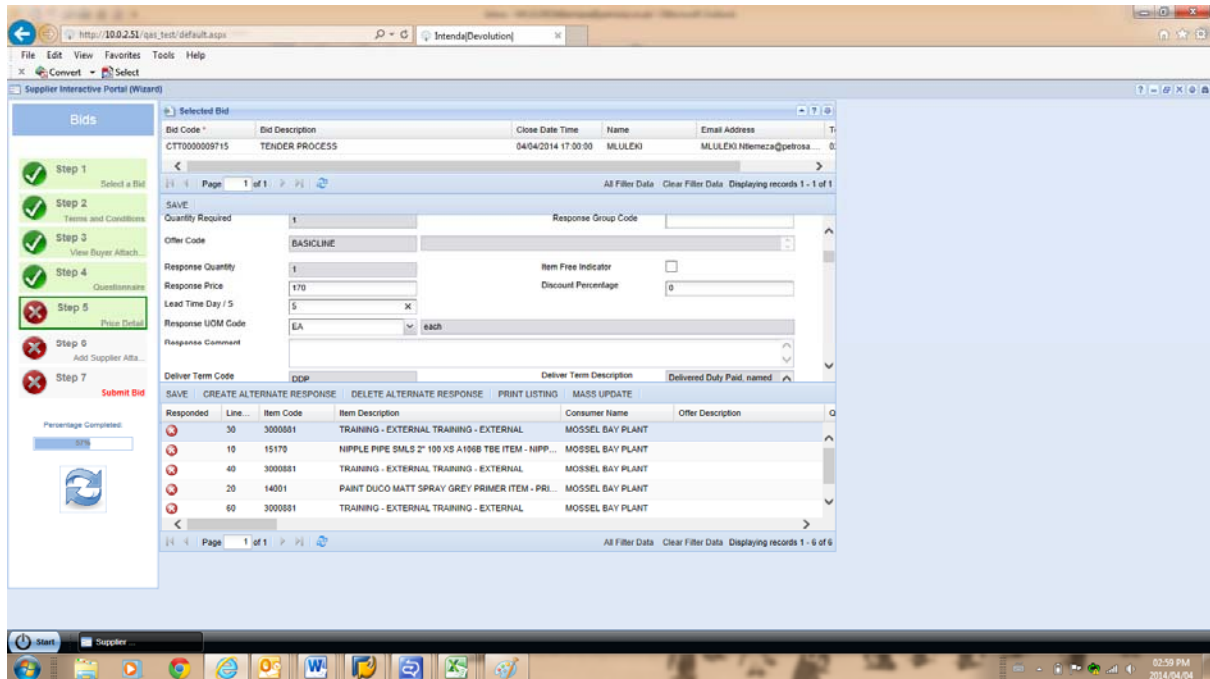 http://10.0.2.51/qas_test/default.aspx
Intenda|Devolution|
File Edit View Favorites Tools Help
Convert Select
Supplier Interactive Portal (Wizard)
Bids
Step 1
Select a Bid
Step 2
Terms and Conditions
Step 3
View Buyer Attach...
Step 4
Questionnaire
Step 5
Price Detail
Step 6
Add Supplier Atta...
Step 7
Submit Bid
Percentage Completed:
57%
Selected Bid
Bid Code * Bid Description Close Date Time Name Email Address
CTT0000009715 TENDER PROCESS 04/04/2014 17:00:00 MLULEKI MLULEKI.Ntlemeza@petrosa....
Page 1 of 1 All Filter Data Clear Filter Data Displaying records 1 - 1 of 1
SAVE
Quantity Required 1 Response Group Code
Offer Code BASICLINE
Response Quantity 1 Item Free Indicator
Response Price 170 Discount Percentage 0
Lead Time Day / S 5
Response UOM Code EA each
Response Comment
Deliver Term Code DDP Deliver Term Description Delivered Duty Paid, named
SAVE CREATE ALTERNATE RESPONSE DELETE ALTERNATE RESPONSE PRINT LISTING MASS UPDATE
Responded Line... Item Code Item Description Consumer Name Offer Description Q
30 3000881 TRAINING - EXTERNAL TRAINING - EXTERNAL MOSSEL BAY PLANT
10 15170 NIPPLE PIPE SMLS 2" 100 XS A106B TBE ITEM - NIPP... MOSSEL BAY PLANT
40 3000881 TRAINING - EXTERNAL TRAINING - EXTERNAL MOSSEL BAY PLANT
20 14001 PAINT DUCO MATT SPRAY GREY PRIMER ITEM - PRI... MOSSEL BAY PLANT
60 3000881 TRAINING - EXTERNAL TRAINING - EXTERNAL MOSSEL BAY PLANT
Page 1 of 1 All Filter Data Clear Filter Data Displaying records 1 - 6 of 6
Start Supplier ...
02:59 PM
2014/04/04